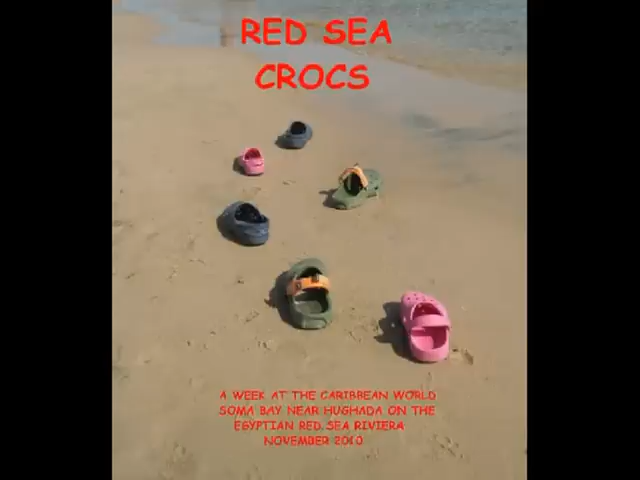 RED SEA
CROCS
A WEEK AT THE CARIBBEAN WORLD
SOMA BAY NEAR HUGHADA ON THE
EGYPTIAN RED SEA RIVIERA
NOVEMBER 2010